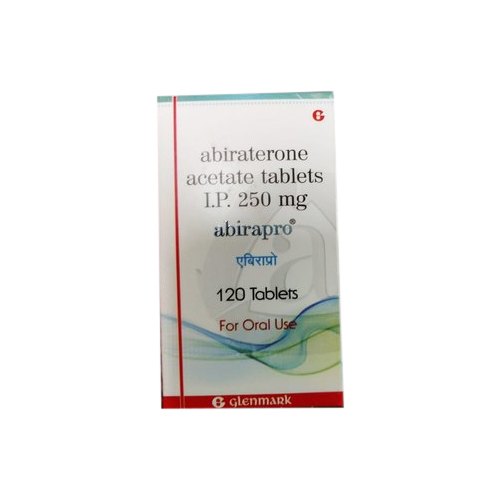 abiraterone
acetate tablets
I.P. 250 mg
abirapro®
एबिराप्रो
120 Tablets
For Oral Use
GLENMARK